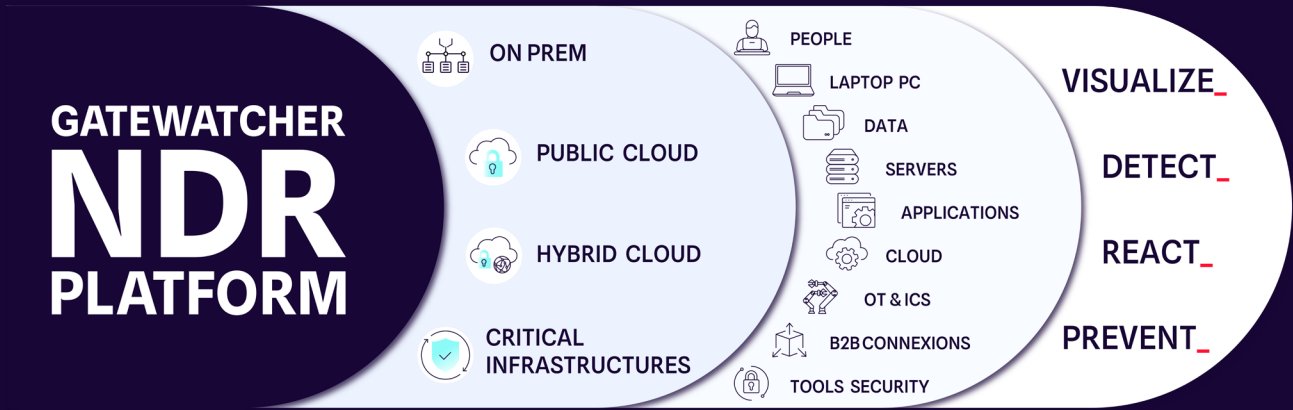 GATEWATCHER
NDR
PLATFORM
ON PREM
PUBLIC CLOUD
HYBRID CLOUD
CRITICAL
INFRASTRUCTURES
PEOPLE
LAPTOP PC
DATA
SERVERS
APPLICATIONS
CLOUD
OT & ICS
B2B CONNEXIONS
TOOLS SECURITY
VISUALIZE_
DETECT_
REACT_
PREVENT_